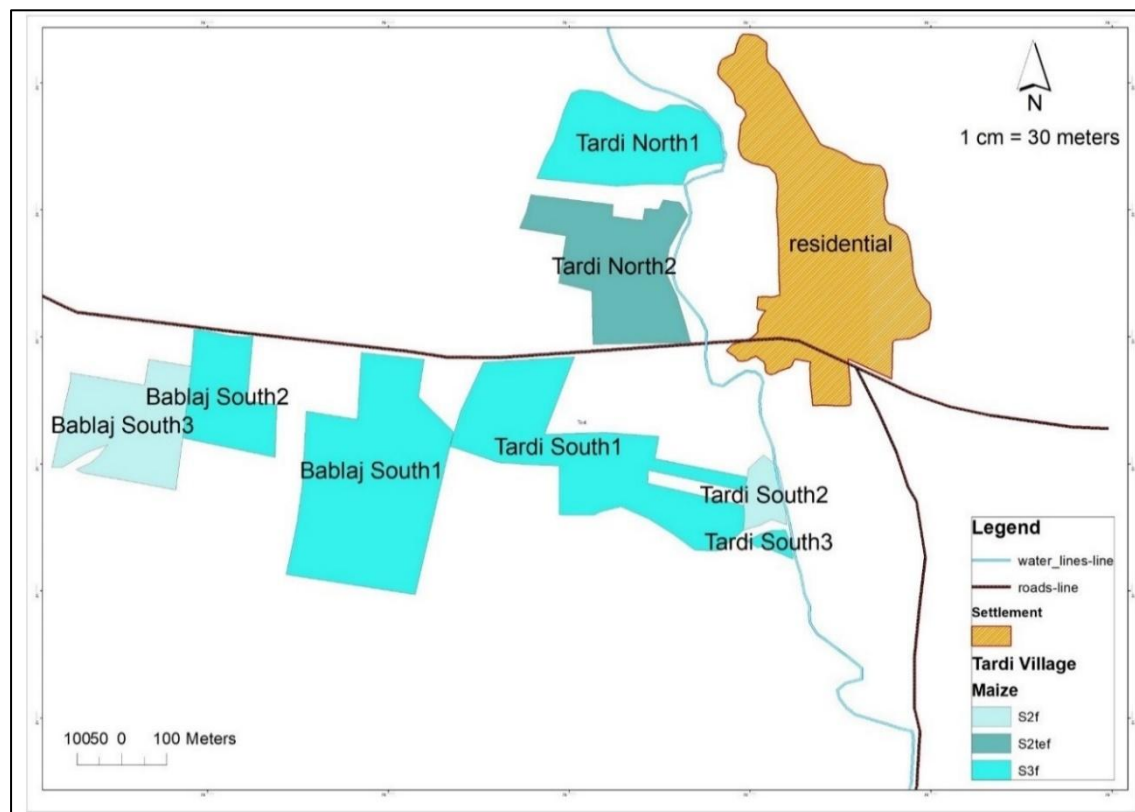 N
1 cm = 30 meters
Tardi North1
residential
Tardi North2
Bablaj South2
Bablaj South3
Tardi South1
Bablaj South1
Tardi South2
Tardi South3
Legend
water_lines-line
roads-line
Settlement
Tardi Village
Maize
S2f
S2tef
S3f
10050 0 100 Meters